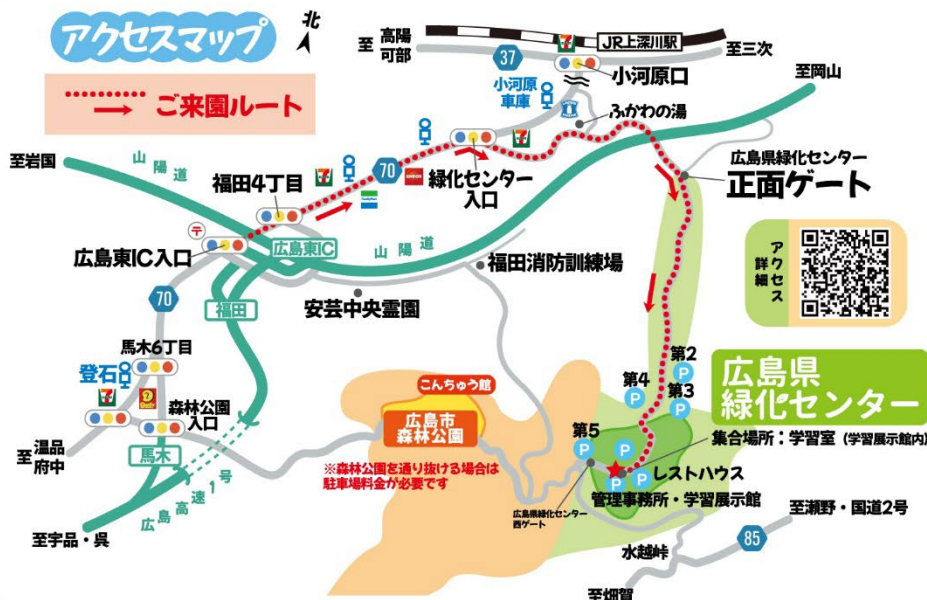 アクセスマップ
北
至高陽
可部
37
JR上深川駅
至三次
小河原口
小河原
車庫
至岡山
ご来園ルート
ふかわの湯
至岩国
山陽道
福田4丁目
70
緑化センター
入口
広島県緑化センター
正面ゲート
〒
広島東IC入口
広島東IC
山陽道
福田消防訓練場
アクセス
詳細
福田
安芸中央霊園
70
馬木6丁目
登石
森林公園
入口
馬木
至温品
府中
広島高速1号
至宇品・呉
こんちゅう館
広島市
森林公園
※森林公園を通り抜ける場合は
駐車場料金が必要です
第2
P
第4
P
第3
P
第5
P
P
P
P
広島県
緑化センター
集合場所：学習室（学習展示館内）
レストハウス
管理事務所・学習展示館
広島県緑化センター
西ゲート
水越峠
85
至瀬野・国道2号
至畑賀